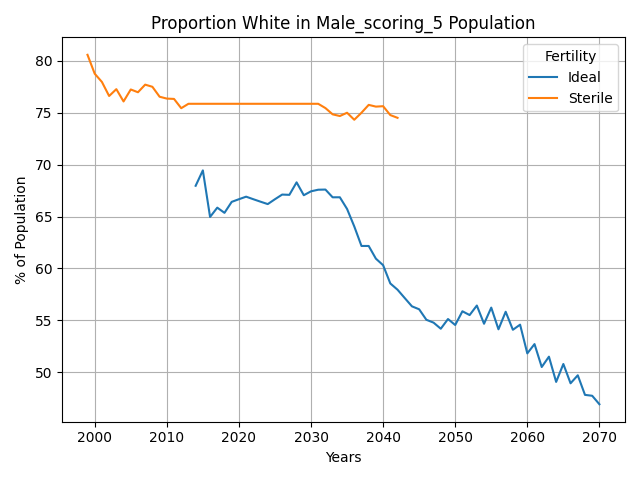 Proportion White in Male_scoring_5 Population
% of Population
80
75
70
65
60
55
50
Fertility
Ideal
Sterile
2000 2010 2020 2030 2040 2050 2060 2070
Years